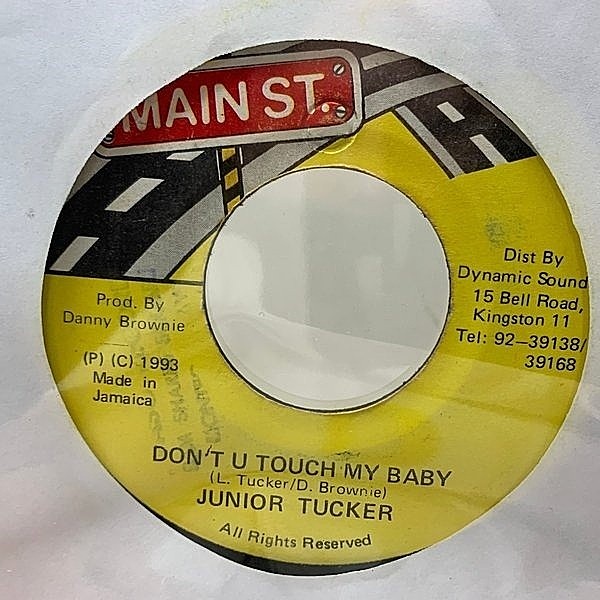 MAIN ST.
Prod. By
Danny Brownie
(P) (C) 1993
Made in
Jamaica
Dist By
Dynamic Sound
15 Bell Road,
Kingston 11
Tel: 92-39138/
39168
DON'T U TOUCH MY BABY
(L. Tucker/D. Brownie)
JUNIOR TUCKER
All Rights Reserved